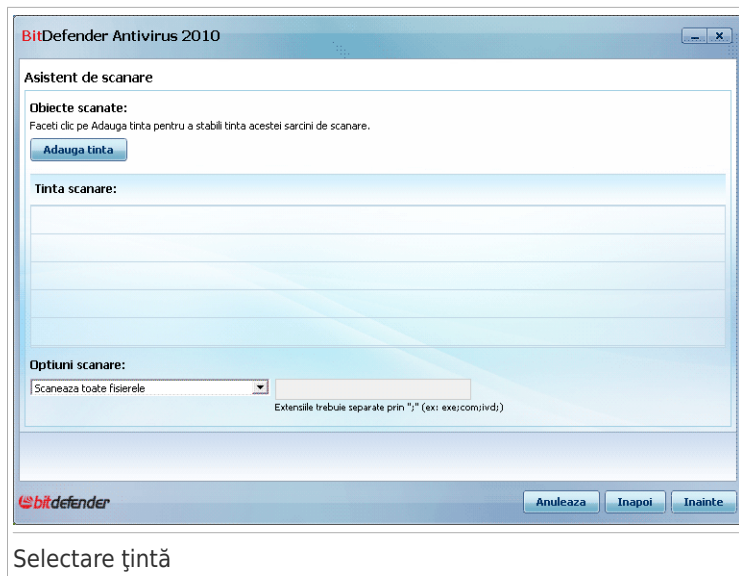 BitDefender Antivirus 2010
Asistent de scanare
Obiecte scanate:
Faceti clic pe Adauga tinta pentru a stabili tinta acestei sarcini de scanare.
Adauga tinta
Tinta scanare:
Optiuni scanare:
Scaneaza toate fisierele
Extensiile trebuie separate prin ";" (ex: exe;com;ivd;)
bitdefender
Anuleaza Inapoi Inainte
Selectare ţintă